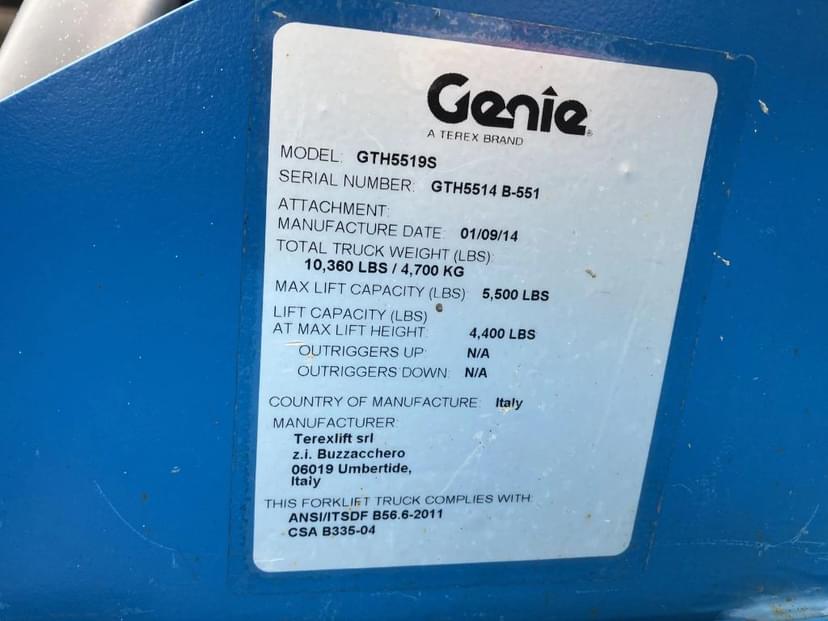 Genie
A TEREX BRAND
MODEL: GTH5519S
SERIAL NUMBER: GTH5514 B-551
ATTACHMENT:
MANUFACTURE DATE: 01/09/14
TOTAL TRUCK WEIGHT (LBS):
10,360 LBS / 4,700 KG
MAX LIFT CAPACITY (LBS): 5,500 LBS
LIFT CAPACITY (LBS)
AT MAX LIFT HEIGHT: 4,400 LBS
OUTRIGGERS UP: N/A
OUTRIGGERS DOWN: N/A
COUNTRY OF MANUFACTURE: Italy
MANUFACTURER:
Terexlift srl
z.i. Buzzacchero
06019 Umbertide,
Italy
THIS FORKLIFT TRUCK COMPLIES WITH:
ANSI/ITSDF B56.6-2011
CSA B335-04